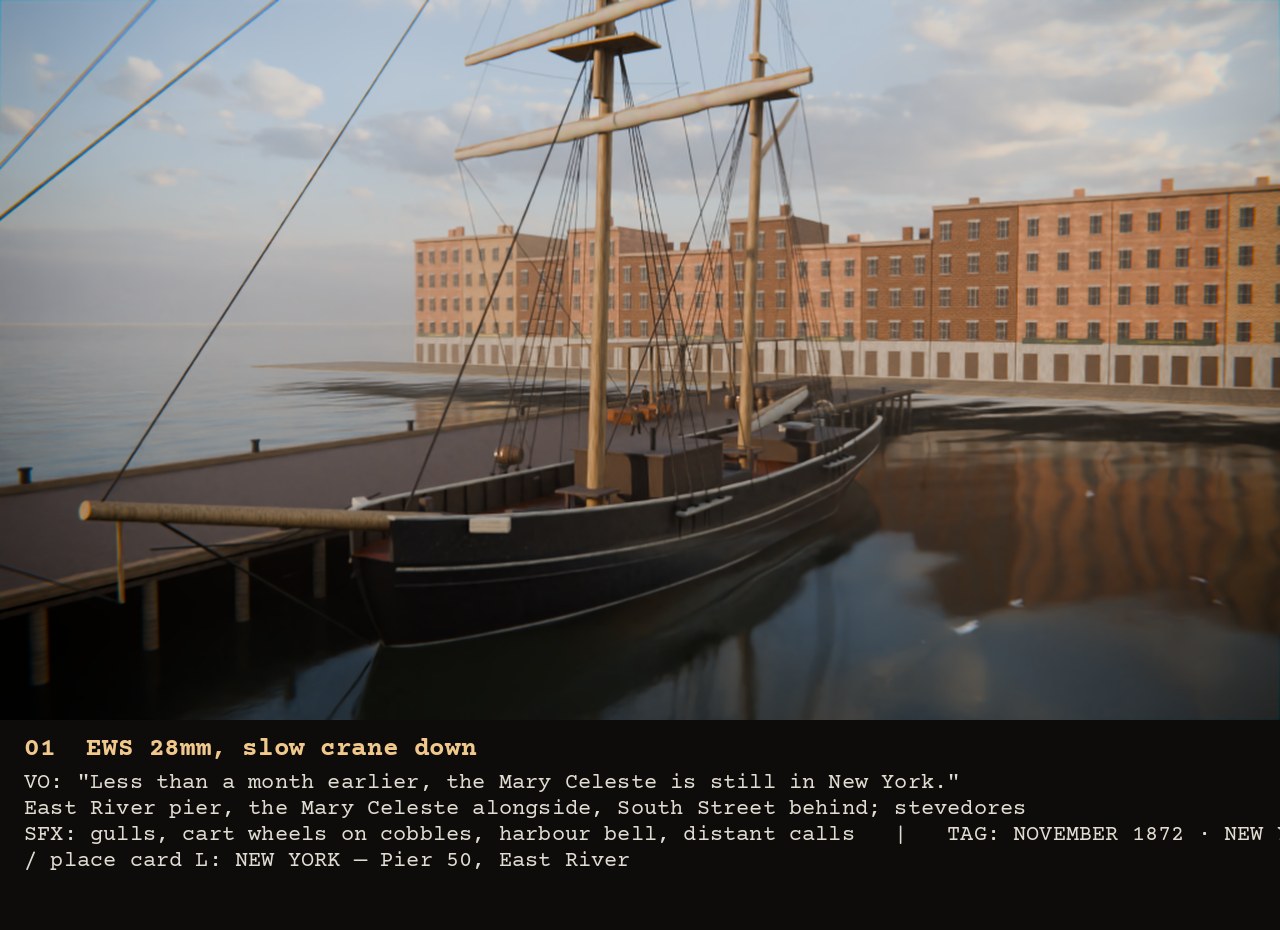 01  EWS 28mm, slow crane down
VO: "Less than a month earlier, the Mary Celeste is still in New York."
East River pier, the Mary Celeste alongside, South Street behind; stevedores
SFX: gulls, cart wheels on cobbles, harbour bell, distant calls   |   TAG: NOVEMBER 1872 · NEW
/ place card L: NEW YORK — Pier 50, East River